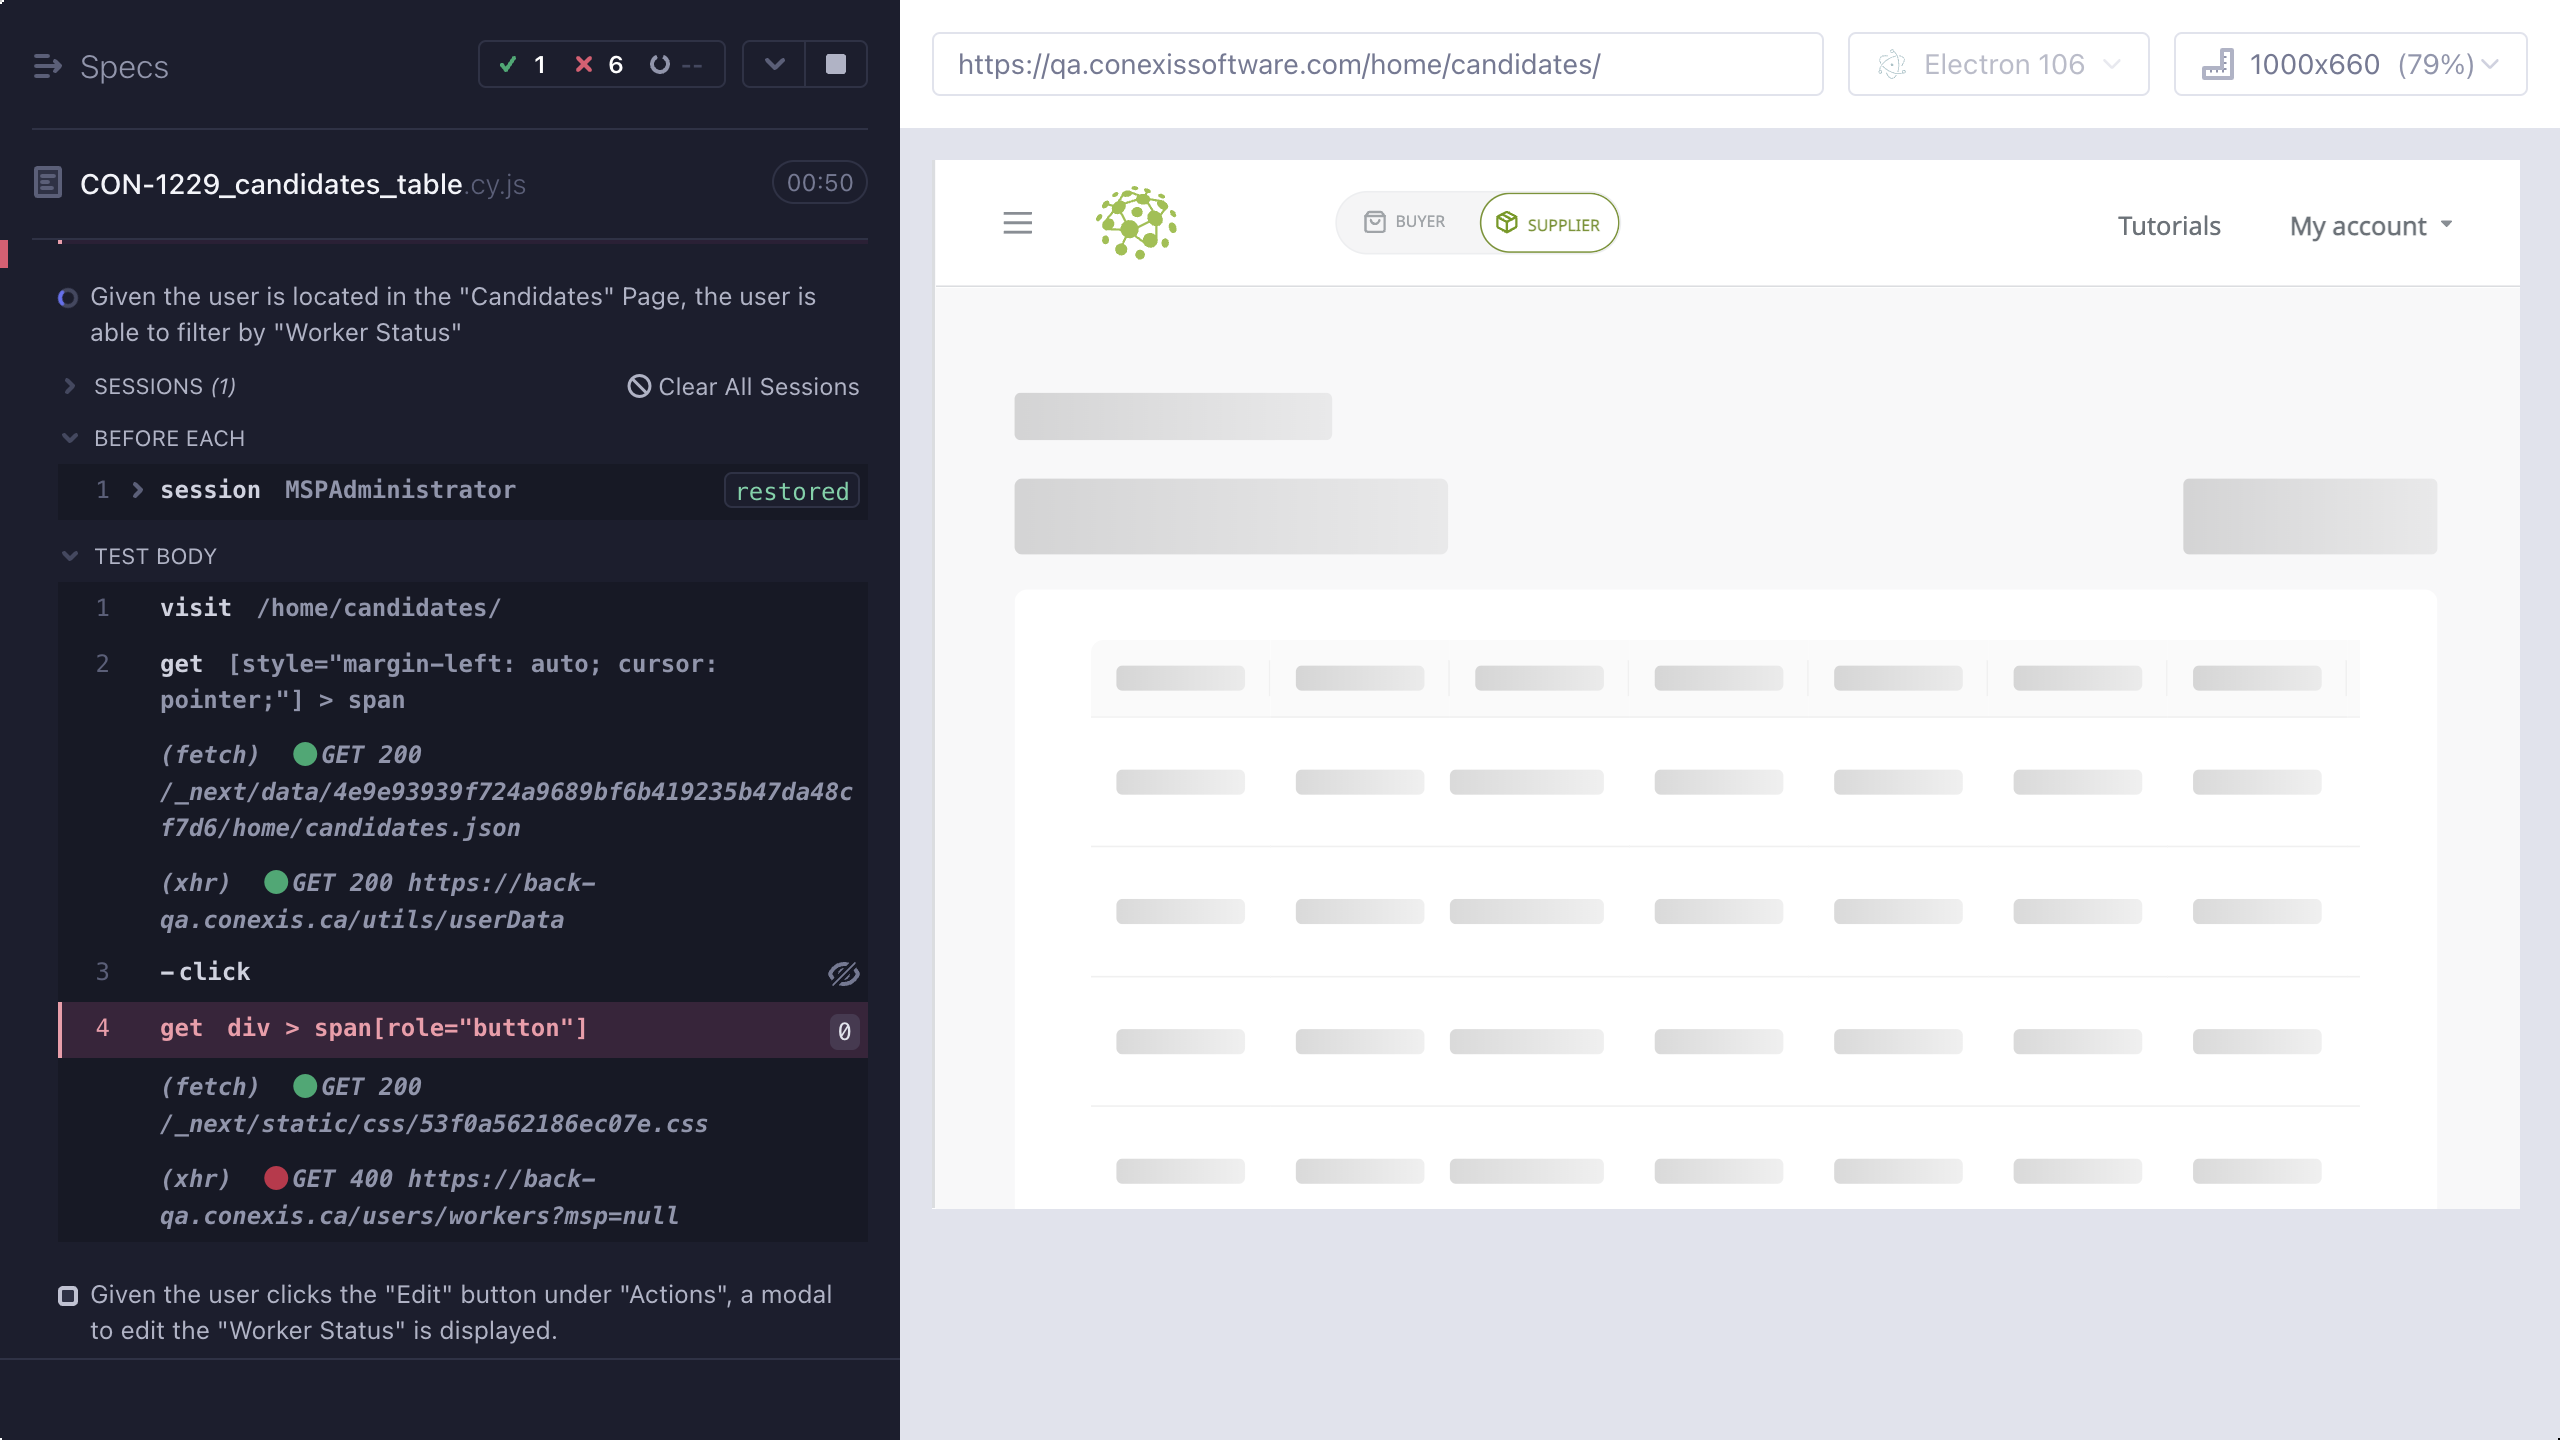 Specs
1
6
--
CON-1229_candidates_table.cy.js
00:50
Given the user is located in the "Candidates" Page, the user is
able to filter by "Worker Status"
SESSIONS (1)
Clear All Sessions
BEFORE EACH
1 session MSPAdministrator restored
TEST BODY
1 visit /home/candidates/
2 get [style="margin-left: auto; cursor:
pointer;"] > span
(fetch) GET 200
/_next/data/4e9e93939f724a9689bf6b419235b47da48c
f7d6/home/candidates.json
(xhr) GET 200 https://back-
qa.conexis.ca/utils/userData
3 -click
4 get div > span[role="button"] 0
(fetch) GET 200
/_next/static/css/53f0a562186ec07e.css
(xhr) GET 400 https://back-
qa.conexis.ca/users/workers?msp=null
Given the user clicks the "Edit" button under "Actions", a modal
to edit the "Worker Status" is displayed.
https://qa.conexissoftware.com/home/candidates/
Electron 106
1000x660 (79%)
BUYER
SUPPLIER
Tutorials
My account